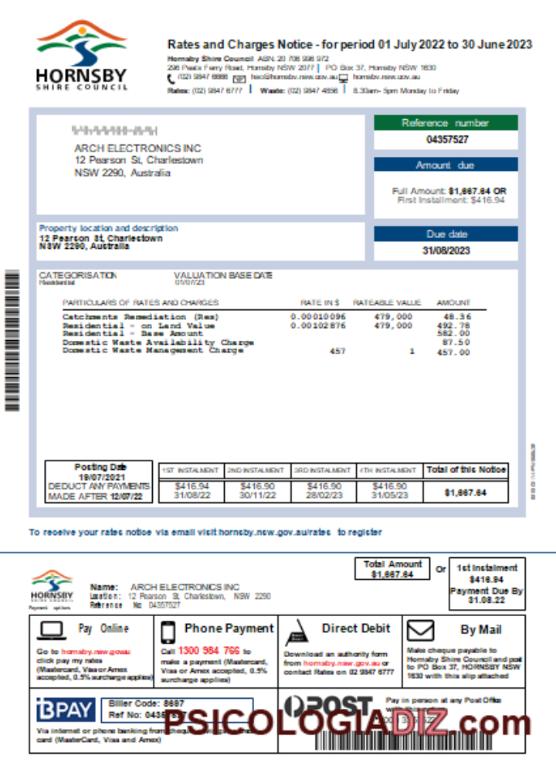 HORNSBY
SHIRE COUNCIL
Rates and Charges Notice - for period 01 July 2022 to 30 June 2023
Hornsby Shire Council ABN: 20 706 996 972
296 Peats Ferry Road, Hornsby NSW 2077 | PO Box 37, Hornsby NSW 1630
(02) 9847 6666 hsc@hornsby.nsw.gov.au hornsby.nsw.gov.au
Rates: (02) 9847 6777 | Waste: (02) 9847 4856 | 8.30am- 5pm Monday to Friday
ARCH ELECTRONICS INC
12 Pearson St, Charlestown
NSW 2290, Australia
Reference number
04357527
Amount due
Full Amount: $1,667.64 OR
First Installment: $416.94
Property location and description
12 Pearson St, Charlestown
NSW 2290, Australia
Due date
31/08/2023
CATEGORISATION VALUATION BASE DATE
Residential 01/07/23
PARTICULARS OF RATES AND CHARGES RATE IN $ RATEABLE VALUE AMOUNT
Catchments Remediation (Res) 0.00010096 479,000 48.36
Residential - on Land Value 0.00102876 479,000 492.78
Residential - Base Amount 582.00
Domestic Waste Availability Charge 87.50
Domestic Waste Management Charge 457 1 457.00
Posting Date
19/07/2021
DEDUCT ANY PAYMENTS
MADE AFTER 12/07/22
1ST INSTALMENT 2ND INSTALMENT 3RD INSTALMENT 4TH INSTALMENT Total of this Notice
$416.94 $416.90 $416.90 $416.90
31/08/22 30/11/22 28/02/23 31/05/23
$1,667.64
To receive your rates notice via email visit hornsby.nsw.gov.au/rates to register
HORNSBY
SHIRE COUNCIL
Payment options
Name: ARCH ELECTRONICS INC
Location: 12 Pearson St, Charlestown, NSW 2290
Reference No: 04357527
Total Amount
$1,667.64
Or
1st Instalment
$416.94
Payment Due By
31.08.22
Pay Online
Go to hornsby.nsw.gov.au
click pay my rates
(Mastercard, Visa or Amex
accepted, 0.5% surcharge applies)
Phone Payment
Call 1300 984 766 to
make a payment (Mastercard,
Visa or Amex accepted, 0.5%
surcharge applies)
Direct Debit
Download an authority form
from hornsby.nsw.gov.au or
contact Rates on 02 9847 6777
By Mail
Make cheque payable to
Hornsby Shire Council and post
to PO Box 37, HORNSBY NSW
1630 with this slip attached
BPAY
Biller Code: 8697
Ref No:
Via internet or phone banking from
card (MasterCard, Visa and Amex)
POST
Pay in person at any Post Office
PSICOLOGIADIZ.com